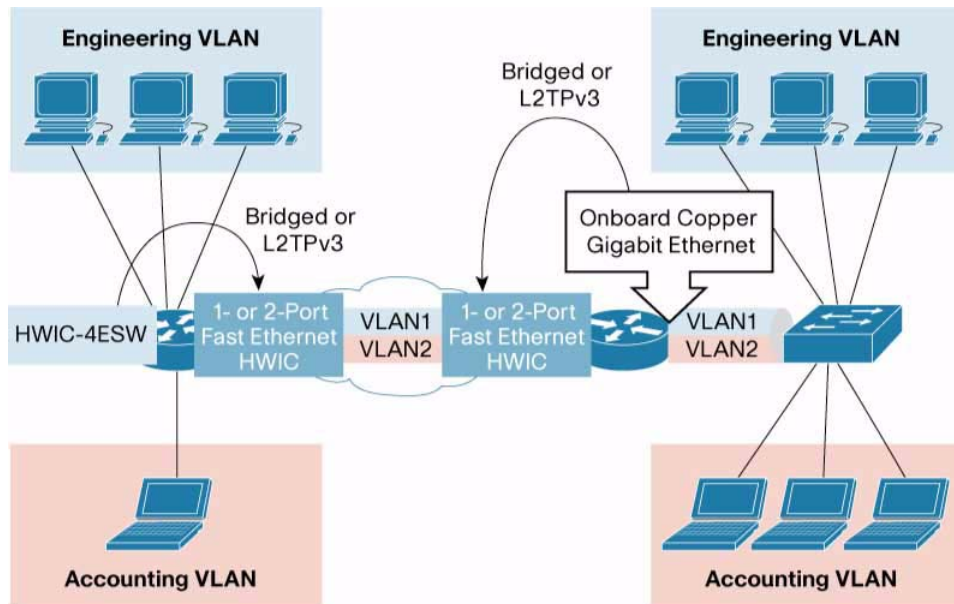 Engineering VLAN
Engineering VLAN
Bridged or
L2TPv3
Bridged or
L2TPv3
Onboard Copper
Gigabit Ethernet
HWIC-4ESW
1- or 2-Port
Fast Ethernet
HWIC
VLAN1
VLAN2
1- or 2-Port
Fast Ethernet
HWIC
VLAN1
VLAN2
Accounting VLAN
Accounting VLAN